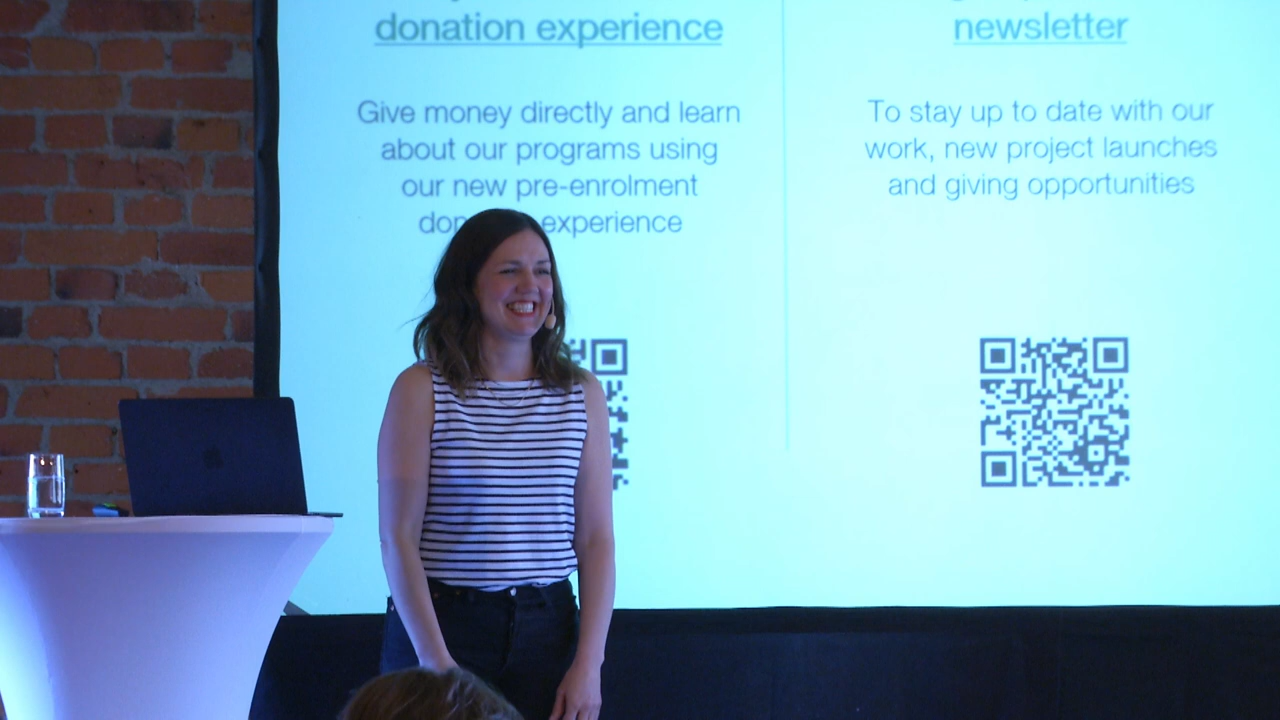 donation experience
Give money directly and learn
about our programs using
our new pre-enrolment
experience
newsletter
To stay up to date with our
work, new project launches
and giving opportunities